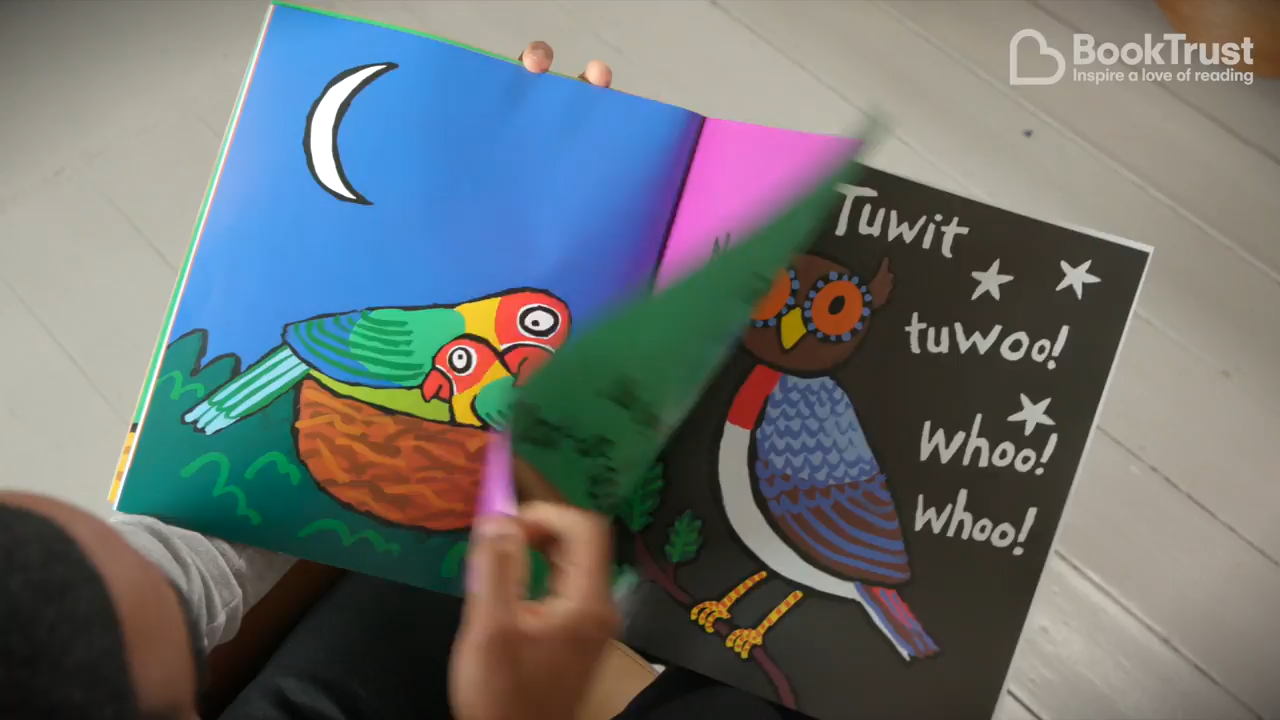 BookTrust
Inspire a love of reading
Tuwit
tuwoo!
Whoo!
Whoo!